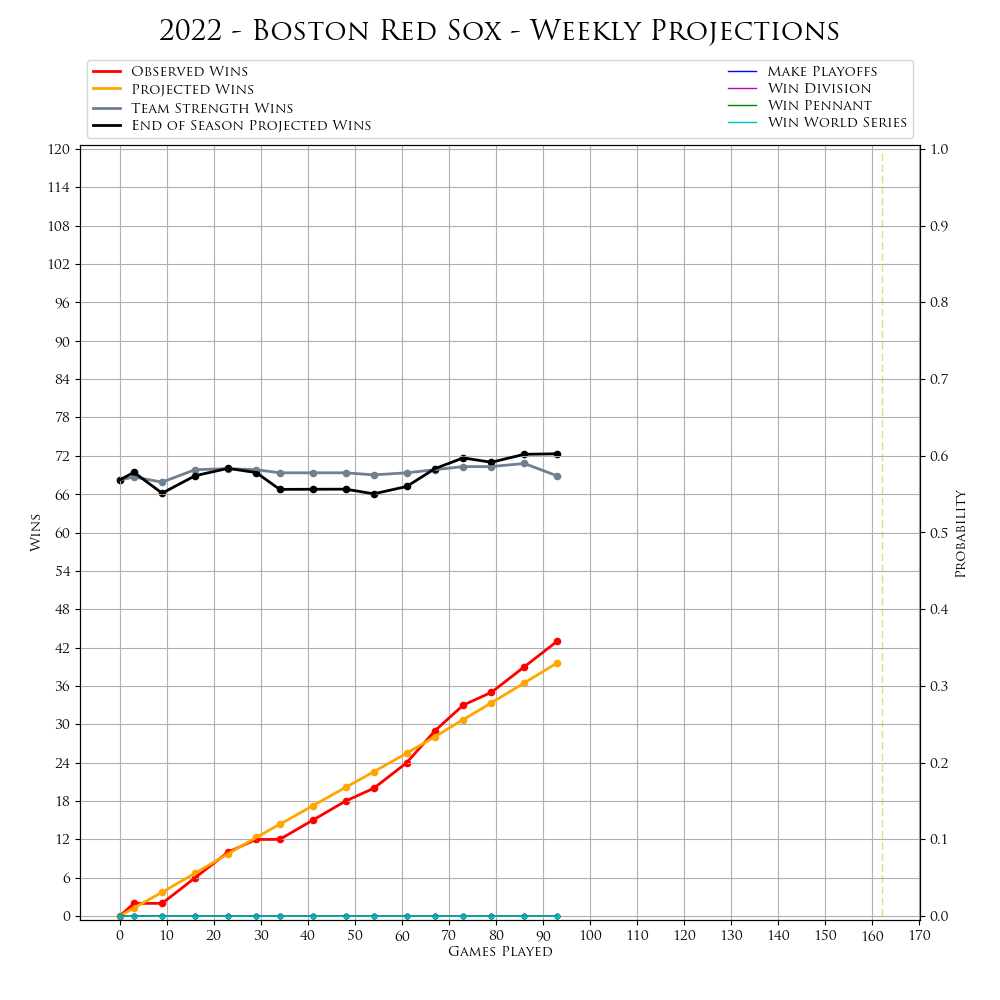 2022 - Boston Red Sox - Weekly Projections
Observed Wins
Projected Wins
Team Strength Wins
End of Season Projected Wins
Make Playoffs
Win Division
Win Pennant
Win World Series
120
114
108
102
96
90
84
78
72
66
60
54
48
42
36
30
24
18
12
6
0
Wins
1.0
0.9
0.8
0.7
0.6
0.5
0.4
0.3
0.2
0.1
0.0
Probability
0 10 20 30 40 50 60 70 80 90 100 110 120 130 140 150 160 170
Games Played